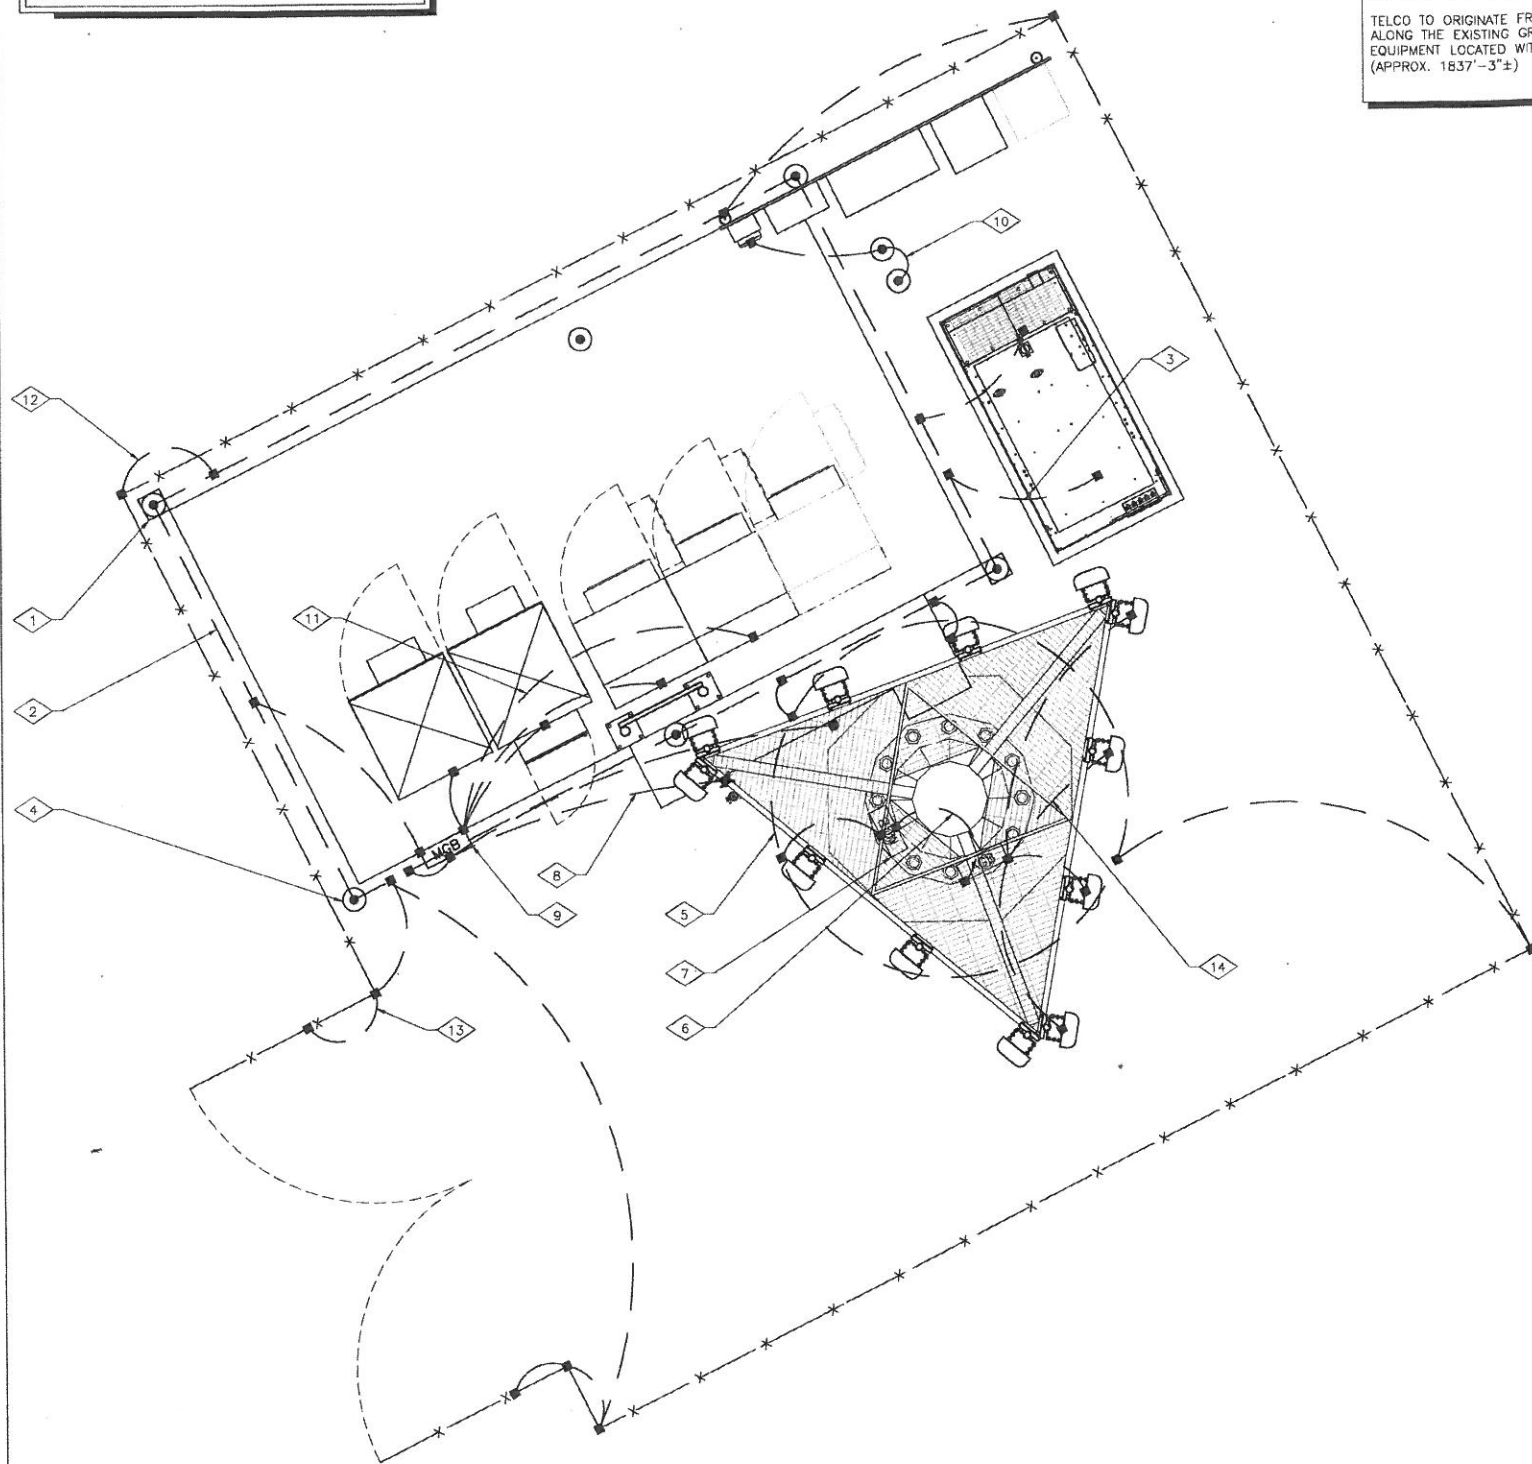 TELCO TO ORIGINATE FR
ALONG THE EXISTING GR
EQUIPMENT LOCATED WIT
(APPROX. 1837'-3"±)
10
3
12
1
11
2
4
MGB
8
9
5
7
14
6
13